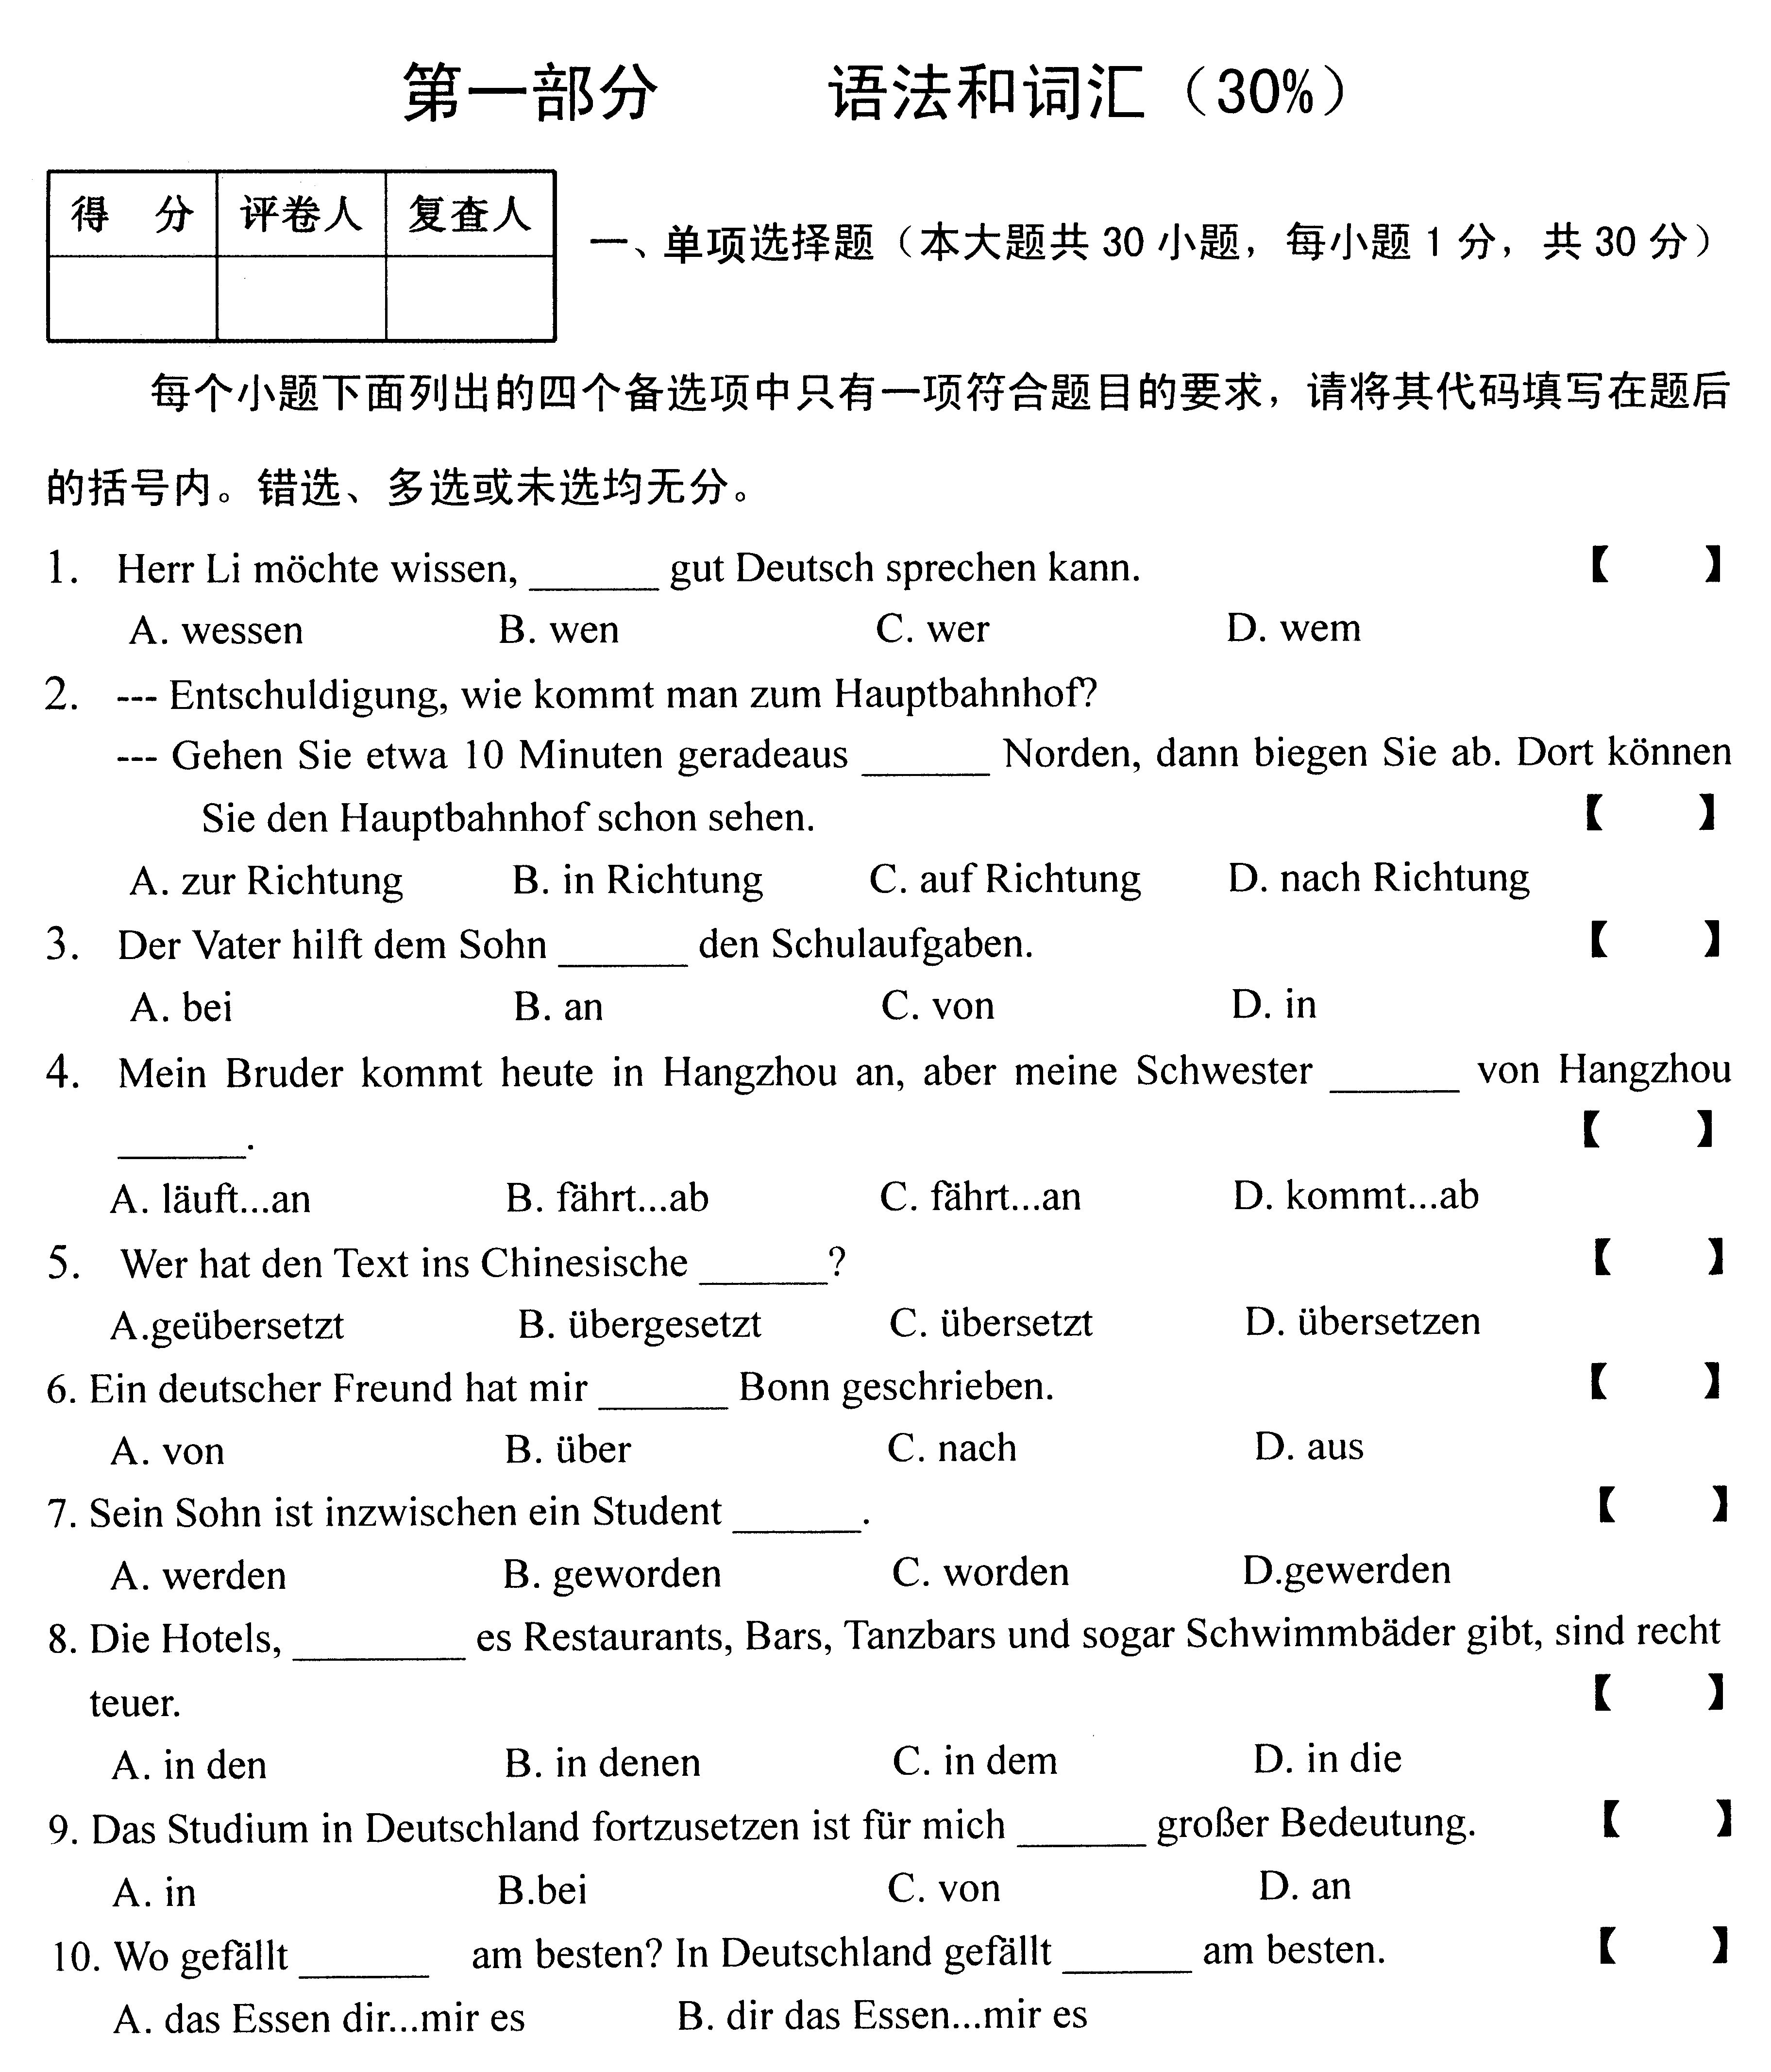 第一部分 语法和词汇（30%）
得 分 评卷人 复查人
一、单项选择题（本大题共 30 小题，每小题 1 分，共 30 分）
每个小题下面列出的四个备选项中只有一项符合题目的要求，请将其代码填写在题后
的括号内。错选、多选或未选均无分。
1. Herr Li möchte wissen, ______ gut Deutsch sprechen kann. 【 】
A. wessen B. wen C. wer D. wem
2. --- Entschuldigung, wie kommt man zum Hauptbahnhof?
--- Gehen Sie etwa 10 Minuten geradeaus ______ Norden, dann biegen Sie ab. Dort können
Sie den Hauptbahnhof schon sehen. 【 】
A. zur Richtung B. in Richtung C. auf Richtung D. nach Richtung
3. Der Vater hilft dem Sohn ______ den Schulaufgaben. 【 】
A. bei B. an C. von D. in
4. Mein Bruder kommt heute in Hangzhou an, aber meine Schwester ______ von Hangzhou
______. 【 】
A. läuft...an B. fährt...ab C. fährt...an D. kommt...ab
5. Wer hat den Text ins Chinesische ______? 【 】
A.geübersetzt B. übergesetzt C. übersetzt D. übersetzen
6. Ein deutscher Freund hat mir ______ Bonn geschrieben. 【 】
A. von B. über C. nach D. aus
7. Sein Sohn ist inzwischen ein Student ______. 【 】
A. werden B. geworden C. worden D.gewerden
8. Die Hotels, ________ es Restaurants, Bars, Tanzbars und sogar Schwimmbäder gibt, sind recht
teuer. 【 】
A. in den B. in denen C. in dem D. in die
9. Das Studium in Deutschland fortzusetzen ist für mich ______ großer Bedeutung. 【 】
A. in B.bei C. von D. an
10. Wo gefällt ______ am besten? In Deutschland gefällt ______ am besten. 【 】
A. das Essen dir...mir es B. dir das Essen...mir es